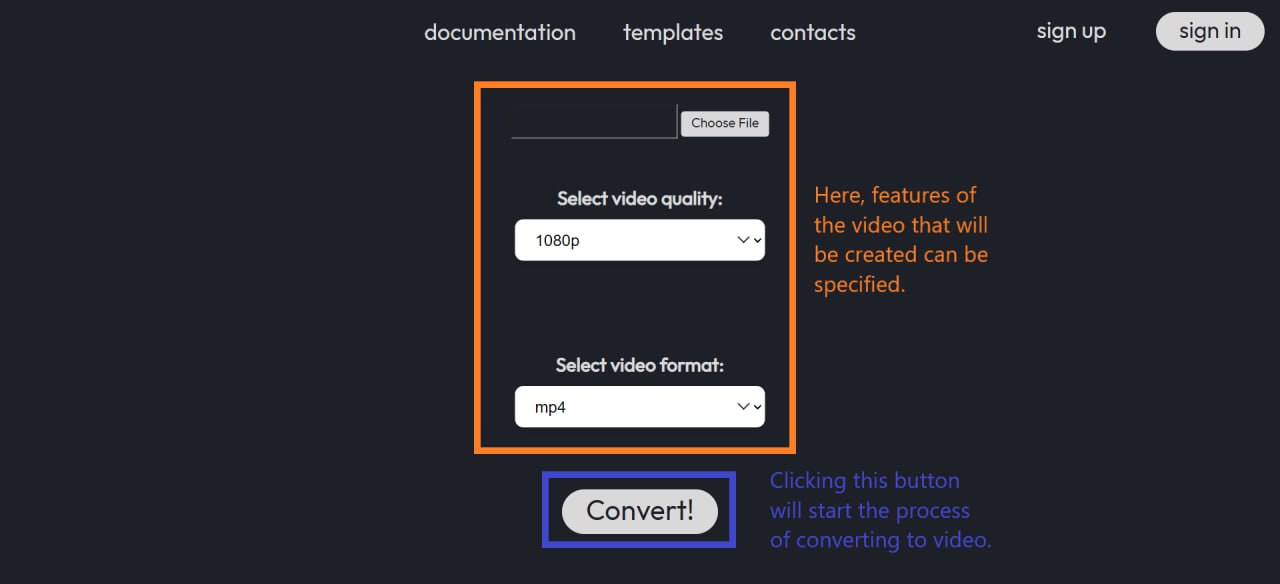 documentation templates contacts sign up sign in
Choose File
Select video quality:
1080p
Here, features of
the video that will
be created can be
specified.
Select video format:
mp4
Convert!
Clicking this button
will start the process
of converting to video.